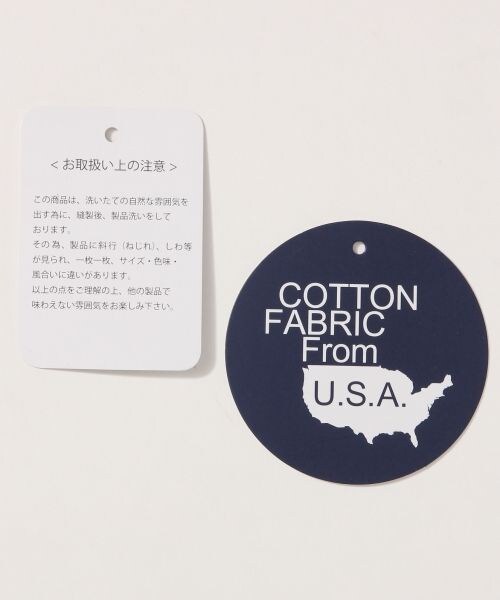 < お取扱い上の注意 >
この商品は、洗いたての自然な雰囲気を
出す為に、縫製後、製品洗いをして
おります。
その為、製品に斜行（ねじれ）、しわ等
が見られ、一枚一枚、サイズ・色味・
風合いに違いがあります。
以上の点をご理解の上、他の製品で
味わえない雰囲気をお楽しみ下さい。
COTTON
FABRIC
From
U.S.A.